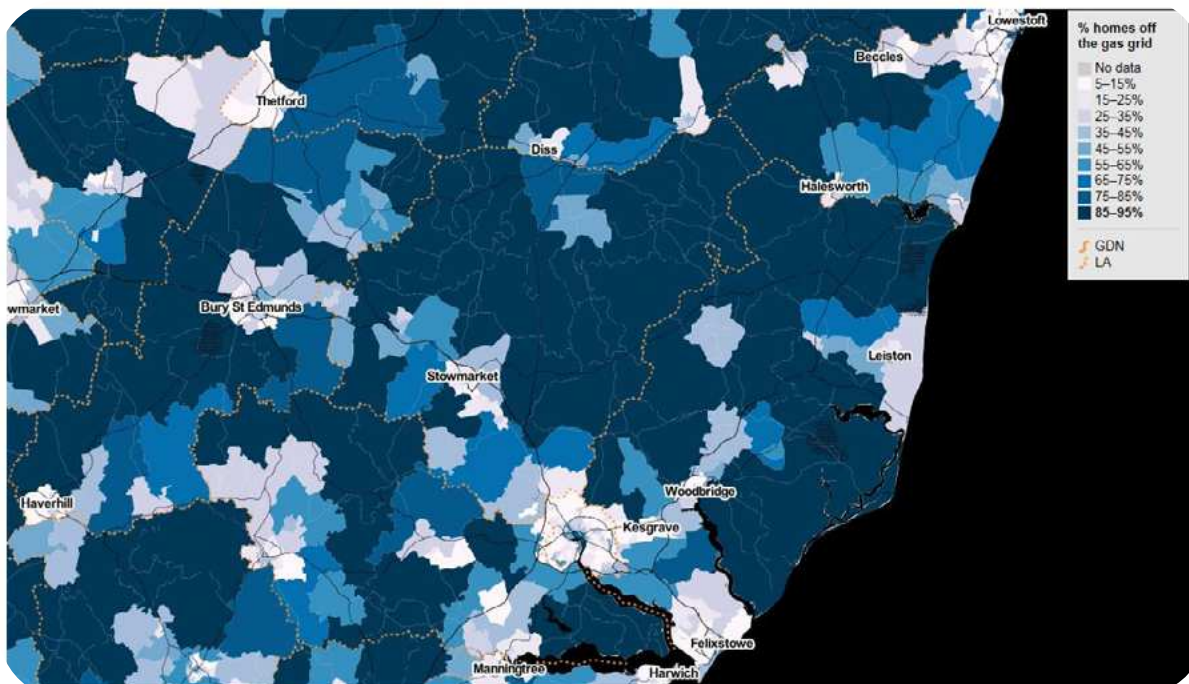 Lowestoft
Beccles
Thetford
Diss
Halesworth
wmarket
Bury St Edmunds
Leiston
Stowmarket
Haverhill
Woodbridge
Kesgrave
Felixstowe
Manningtree
Harwich
% homes off
the gas grid
No data
5–15%
15–25%
25–35%
35–45%
45–55%
55–65%
65–75%
75–85%
85–95%
GDN
LA